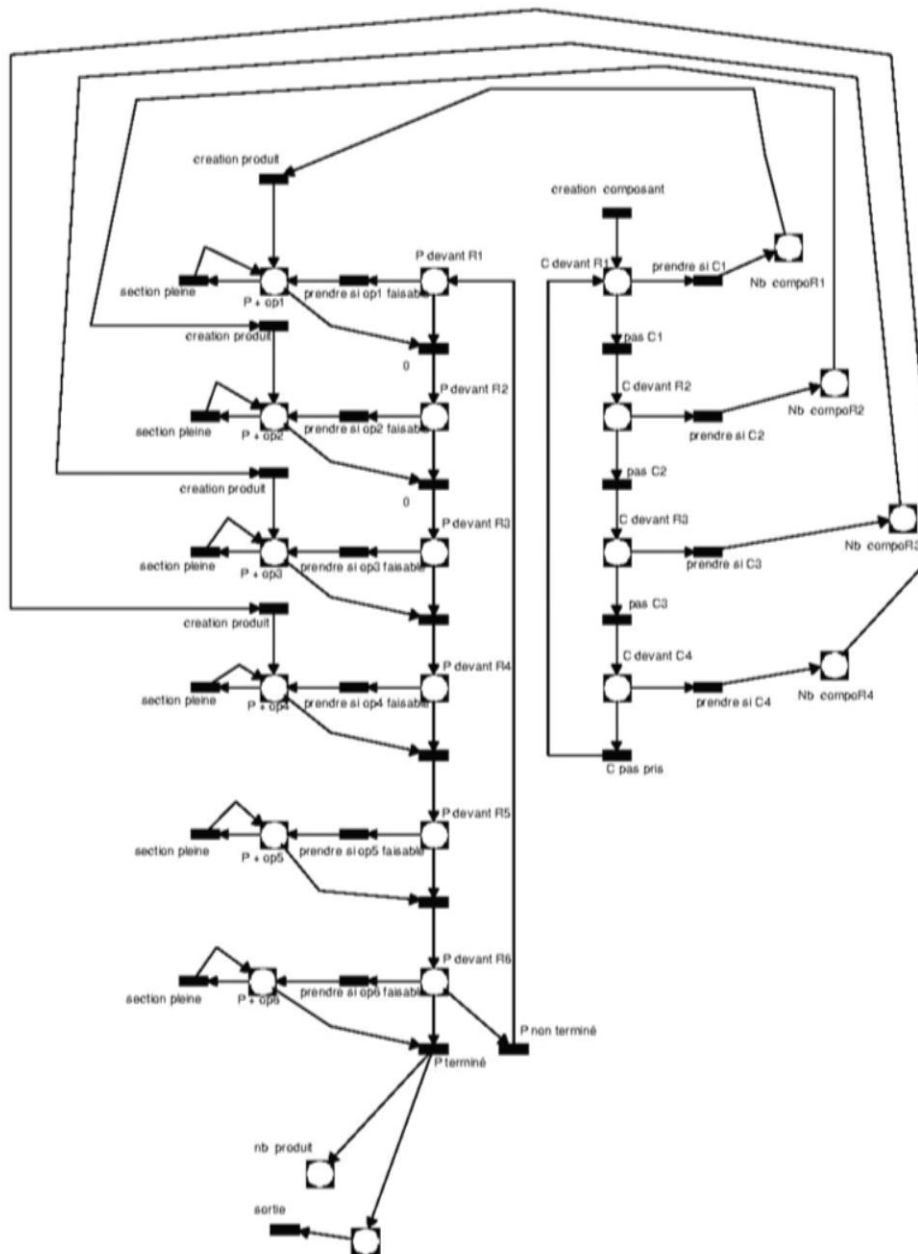 creation produit
creation composant
P devant R1
C devant R1
prendre si C1
Nb compoR1
section pleine
P + op1
prendre si op1 faisable
creation produit
pas C1
0
P devant R2
C devant R2
Nb compoR2
section pleine
P + op2
prendre si op2 faisable
prendre si C2
pas C2
creation produit
0
P devant R3
C devant R3
Nb compoR3
section pleine
P + op3
prendre si op3 faisable
prendre si C3
pas C3
creation produit
P devant R4
C devant C4
Nb compoR4
section pleine
P + op4
prendre si op4 faisable
prendre si C4
C pas pris
P devant R5
section pleine
P + op5
prendre si op5 faisable
P devant R6
section pleine
P + op6
prendre si op6 faisable
P non terminé
P terminé
nb produit
sortie